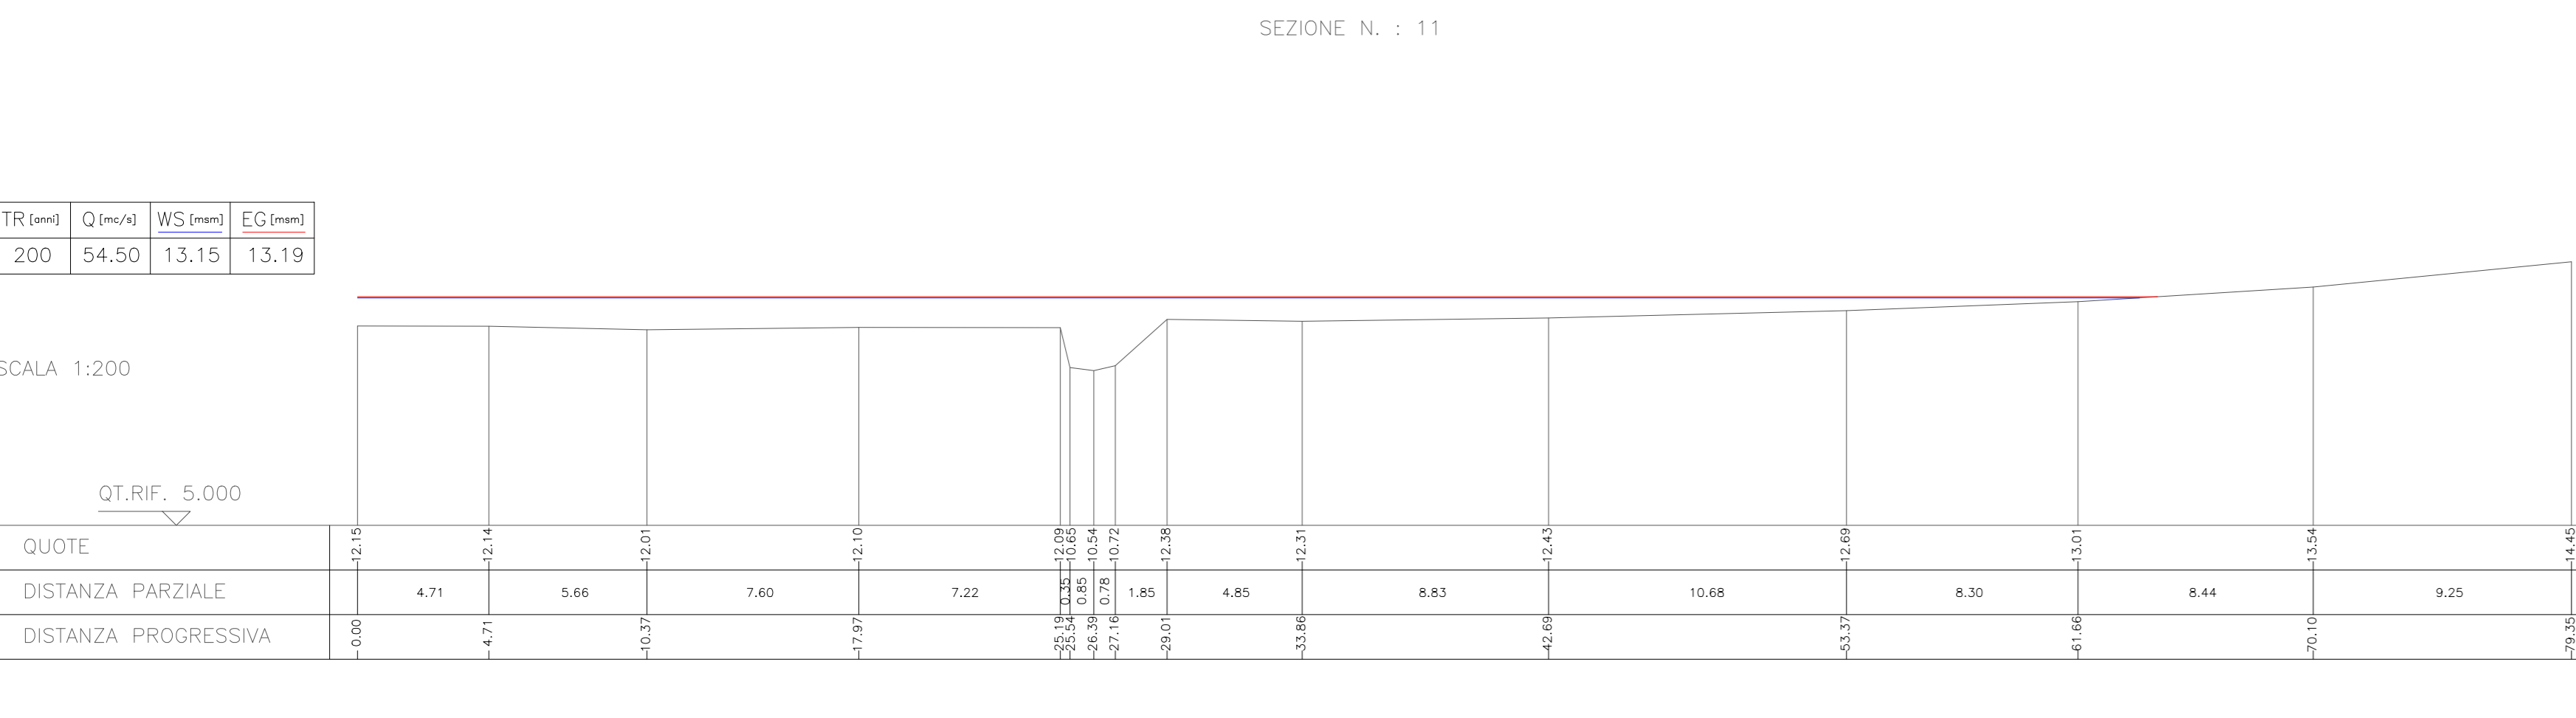 SEZIONE N. : 11
TR [anni] Q [mc/s] WS [msm] EG [msm]
200 54.50 13.15 13.19
SCALA 1:200
QT.RIF. 5.000
QUOTE 12.15 12.14 12.01 12.10 12.09 10.65 10.54 10.72 12.38 12.31 12.43 12.69 13.01 13.54 14.45
DISTANZA PARZIALE 4.71 5.66 7.60 7.22 0.35 0.85 0.78 1.85 4.85 8.83 10.68 8.30 8.44 9.25
DISTANZA PROGRESSIVA 0.00 4.71 10.37 17.97 25.19 25.54 26.39 27.16 29.01 33.86 42.69 53.37 61.66 70.10 79.35